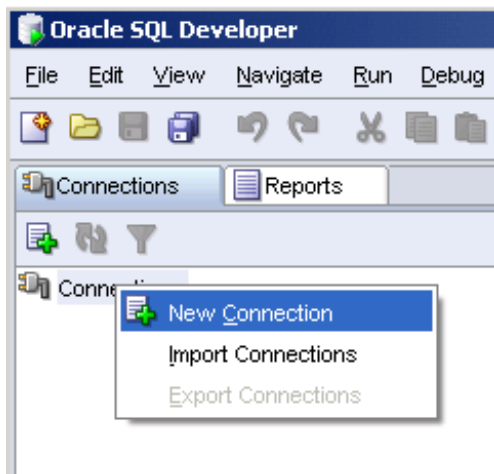 Oracle SQL Developer
File Edit View Navigate Run Debug
Connections Reports
New Connection
Import Connections
Export Connections